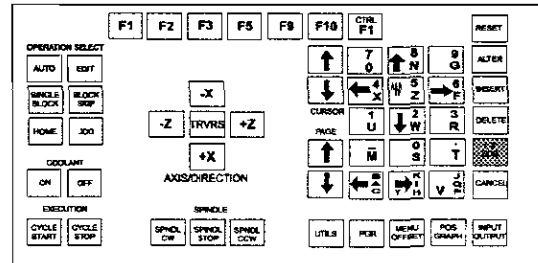 F1 F2 F3 F5 F9 F10 CTRL F1 RESET
OPERATION SELECT
AUTO EDIT
SINGLE BLOCK BLOCK SKIP
HOME JOG
COOLANT
ON OFF
EXECUTION
CYCLE START CYCLE STOP
-X
-Z TRVRS +Z
+X
AXIS/DIRECTION
SPINDLE
SPNDL CW SPNDL STOP SPNDL CCW
7 O 8 N 9 G
4 X 5 Z 6 F
CURSOR
1 U 2 W 3 R
PAGE
M 0 S . T
ALTER
INSERT
DELETE
CANCEL
UTILS PGR MENU OFFSET POS GRAPH INPUT OUTPUT